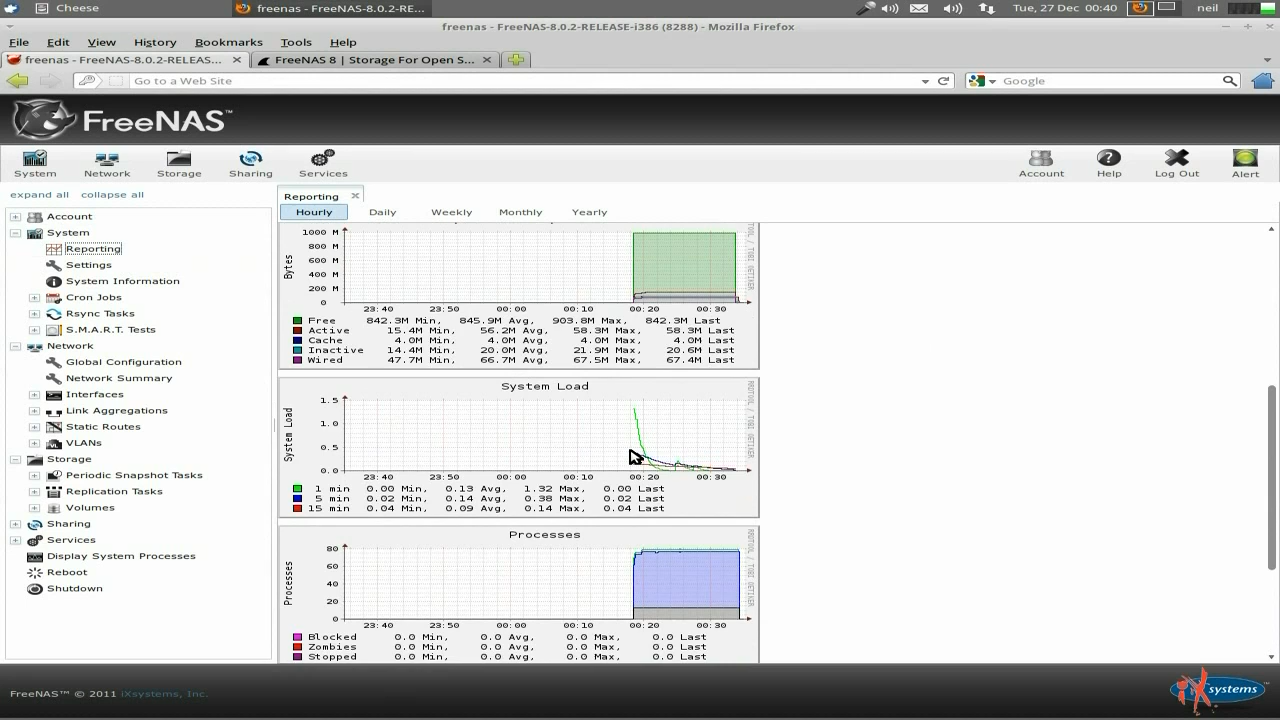 Cheese
freenas - FreeNAS-8.0.2-RE...
Tue, 27 Dec 00:40
neil
freenas - FreeNAS-8.0.2-RELEASE-i386 (8288) - Mozilla Firefox
File Edit View History Bookmarks Tools Help
freenas - FreeNAS-8.0.2-RELEAS...
FreeNAS 8 | Storage For Open S...
Go to a Web Site
Google
FreeNAS™
System Network Storage Sharing Services
Account Help Log Out Alert
expand all collapse all
Account
System
Reporting
Settings
System Information
Cron Jobs
Rsync Tasks
S.M.A.R.T. Tests
Network
Global Configuration
Network Summary
Interfaces
Link Aggregations
Static Routes
VLANs
Storage
Periodic Snapshot Tasks
Replication Tasks
Volumes
Sharing
Services
Display System Processes
Reboot
Shutdown
Reporting
Hourly Daily Weekly Monthly Yearly
Bytes
1000 M
800 M
600 M
400 M
200 M
0
23:40 23:50 00:00 00:10 00:20 00:30
Free 842.3M Min, 845.9M Avg, 903.8M Max, 842.3M Last
Active 15.4M Min, 56.2M Avg, 58.3M Max, 58.3M Last
Cache 4.0M Min, 4.0M Avg, 4.0M Max, 4.0M Last
Inactive 14.4M Min, 20.0M Avg, 21.9M Max, 20.6M Last
Wired 47.7M Min, 66.7M Avg, 67.5M Max, 67.4M Last
System Load
RRDTOOL / TOBI OETIKER
System Load
1.5
1.0
0.5
0.0
23:40 23:50 00:00 00:10 00:20 00:30
1 min 0.00 Min, 0.13 Avg, 1.32 Max, 0.00 Last
5 min 0.02 Min, 0.14 Avg, 0.38 Max, 0.02 Last
15 min 0.04 Min, 0.09 Avg, 0.14 Max, 0.04 Last
Processes
RRDTOOL / TOBI OETIKER
Processes
80
60
40
20
0
23:40 23:50 00:00 00:10 00:20 00:30
Blocked 0.0 Min, 0.0 Avg, 0.0 Max, 0.0 Last
Zombies 0.0 Min, 0.0 Avg, 0.0 Max, 0.0 Last
Stopped 0.0 Min, 0.0 Avg, 0.0 Max, 0.0 Last
FreeNAS™ © 2011 iXsystems, Inc.
iXsystems™